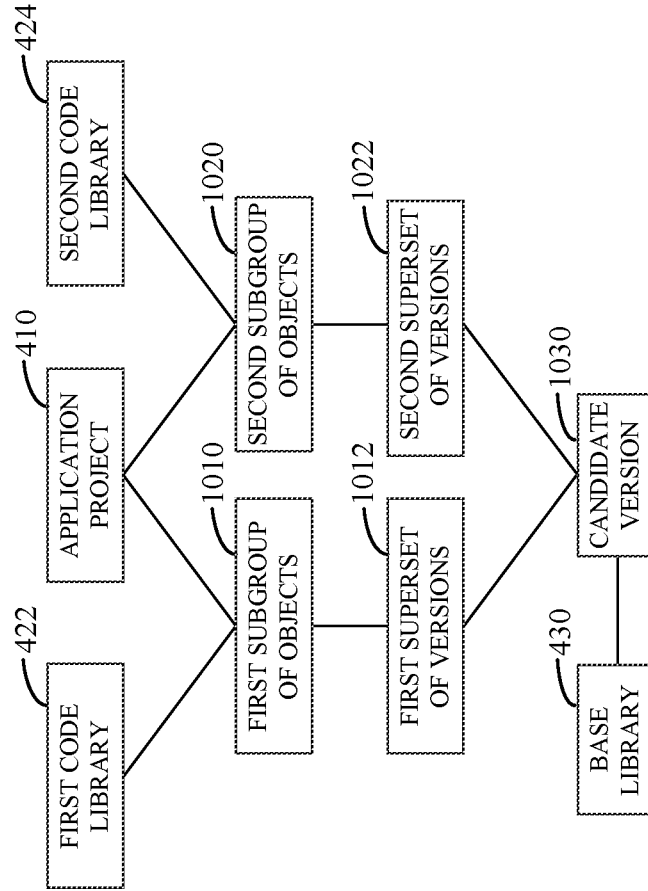 FIRST CODE
LIBRARY
422
APPLICATION
PROJECT
410
SECOND CODE
LIBRARY
424
FIRST SUBGROUP
OF OBJECTS
1010
SECOND SUBGROUP
OF OBJECTS
1020
FIRST SUPERSET
OF VERSIONS
1012
SECOND SUPERSET
OF VERSIONS
1022
BASE
LIBRARY
430
CANDIDATE
VERSION
1030